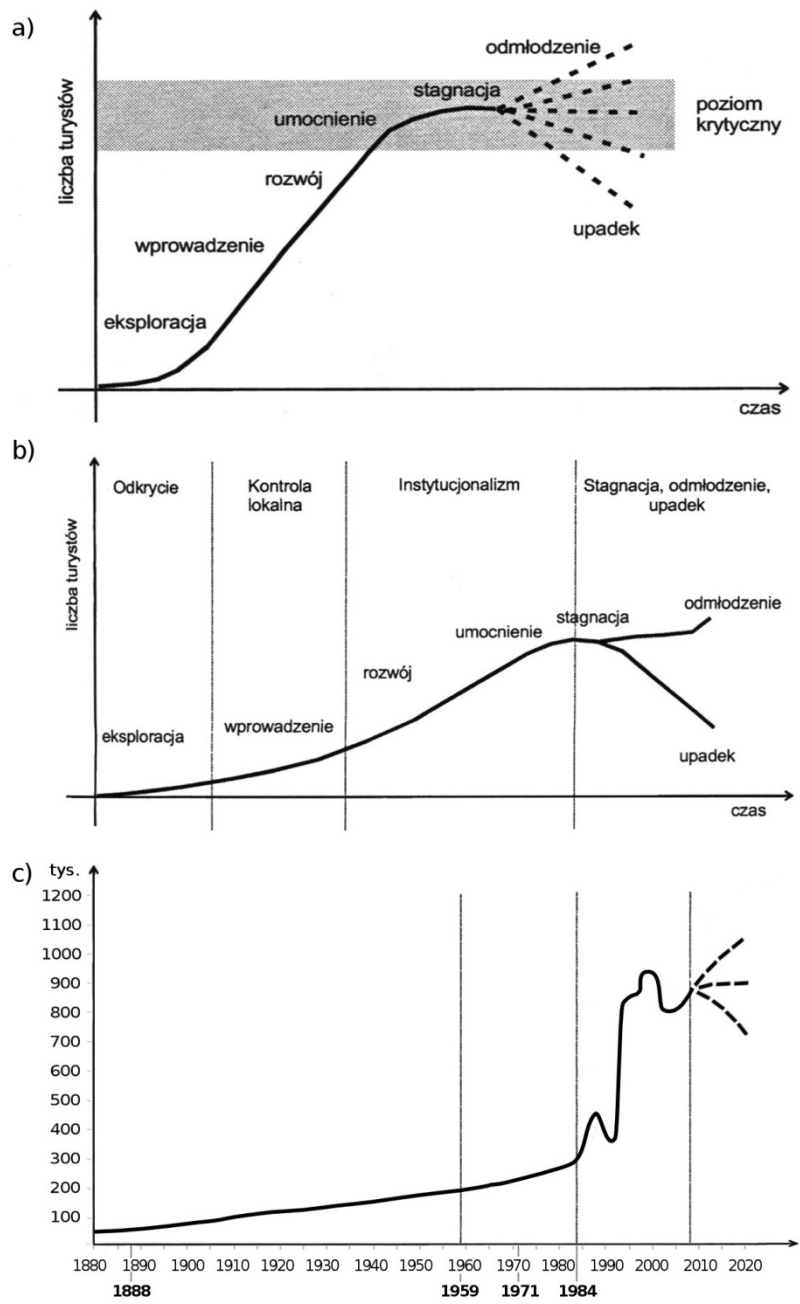 a)
liczba turystów
odmłodzenie
stagnacja
umocnienie
poziom
krytyczny
rozwój
wprowadzenie
upadek
eksploracja
czas
b)
liczba turystów
Odkrycie
Kontrola
lokalna
Instytucjonalizm
Stagnacja, odmłodzenie,
upadek
odmłodzenie
stagnacja
umocnienie
rozwój
wprowadzenie
eksploracja
upadek
czas
c)
tys.
1200
1100
1000
900
800
700
600
500
400
300
200
100
1880 1890 1900 1910 1920 1930 1940 1950 1960 1970 1980 1990 2000 2010 2020
1888 1959 1971 1984